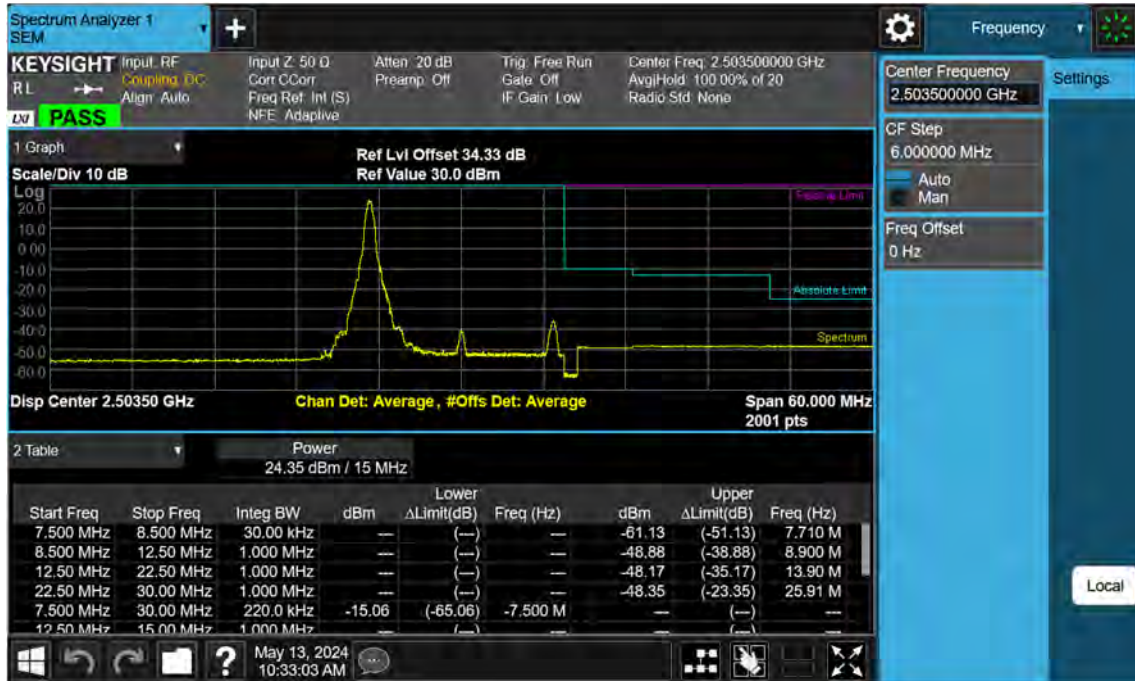 Spectrum Analyzer 1
SEM
+
Frequency
KEYSIGHT
RL
LXI
PASS
Input: RF
Coupling: DC
Align: Auto
Input Z: 50 Ω
Corr CCorr
Freq Ref: Int (S)
NFE: Adaptive
Atten: 20 dB
Preamp: Off
Trig: Free Run
Gate: Off
IF Gain: Low
Center Freq: 2.503500000 GHz
Avg|Hold: 100.00% of 20
Radio Std: None
Center Frequency
2.503500000 GHz
Settings
CF Step
6.000000 MHz
Auto
Man
Freq Offset
0 Hz
Local
1 Graph
Scale/Div 10 dB
Ref Lvl Offset 34.33 dB
Ref Value 30.0 dBm
Log
20.0
10.0
0.00
-10.0
-20.0
-30.0
-40.0
-50.0
-60.0
Absolute Limit
Spectrum
Disp Center 2.50350 GHz
Chan Det: Average, #Offs Det: Average
Span 60.000 MHz
2001 pts
2 Table
Power
24.35 dBm / 15 MHz
Lower Upper
Start Freq Stop Freq Integ BW dBm ΔLimit(dB) Freq (Hz) dBm ΔLimit(dB) Freq (Hz)
7.500 MHz 8.500 MHz 30.00 kHz --- (---) --- -61.13 (-51.13) 7.710 M
8.500 MHz 12.50 MHz 1.000 MHz --- (---) --- -48.88 (-38.88) 8.900 M
12.50 MHz 22.50 MHz 1.000 MHz --- (---) --- -48.17 (-35.17) 13.90 M
22.50 MHz 30.00 MHz 1.000 MHz --- (---) --- -48.35 (-23.35) 25.91 M
7.500 MHz 30.00 MHz 220.0 kHz -15.06 (-65.06) -7.500 M --- (---) ---
12.50 MHz 15.00 MHz 1.000 MHz --- (---) --- --- (---) ---
?
May 13, 2024
10:33:03 AM